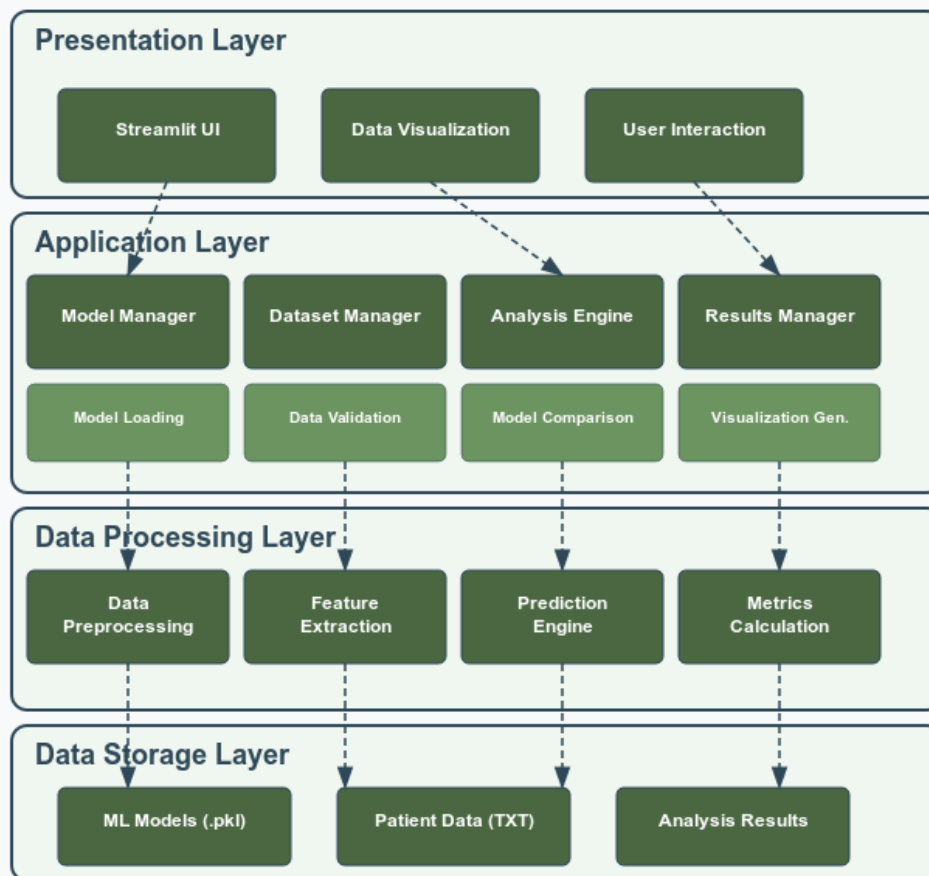 Presentation Layer
Streamlit UI
Data Visualization
User Interaction
Application Layer
Model Manager
Dataset Manager
Analysis Engine
Results Manager
Model Loading
Data Validation
Model Comparison
Visualization Gen.
Data Processing Layer
Data
Preprocessing
Feature
Extraction
Prediction
Engine
Metrics
Calculation
Data Storage Layer
ML Models (.pkl)
Patient Data (TXT)
Analysis Results